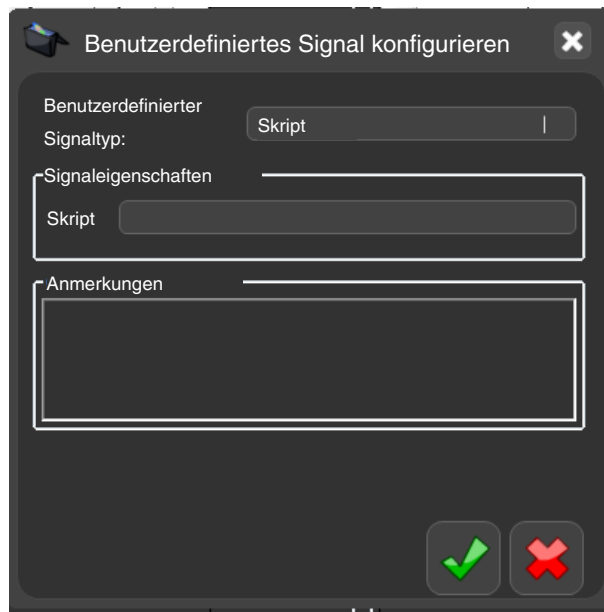 Benutzerdefiniertes Signal konfigurieren
Benutzerdefinierter
Signaltyp:
Skript
Signaleigenschaften
Skript
Anmerkungen